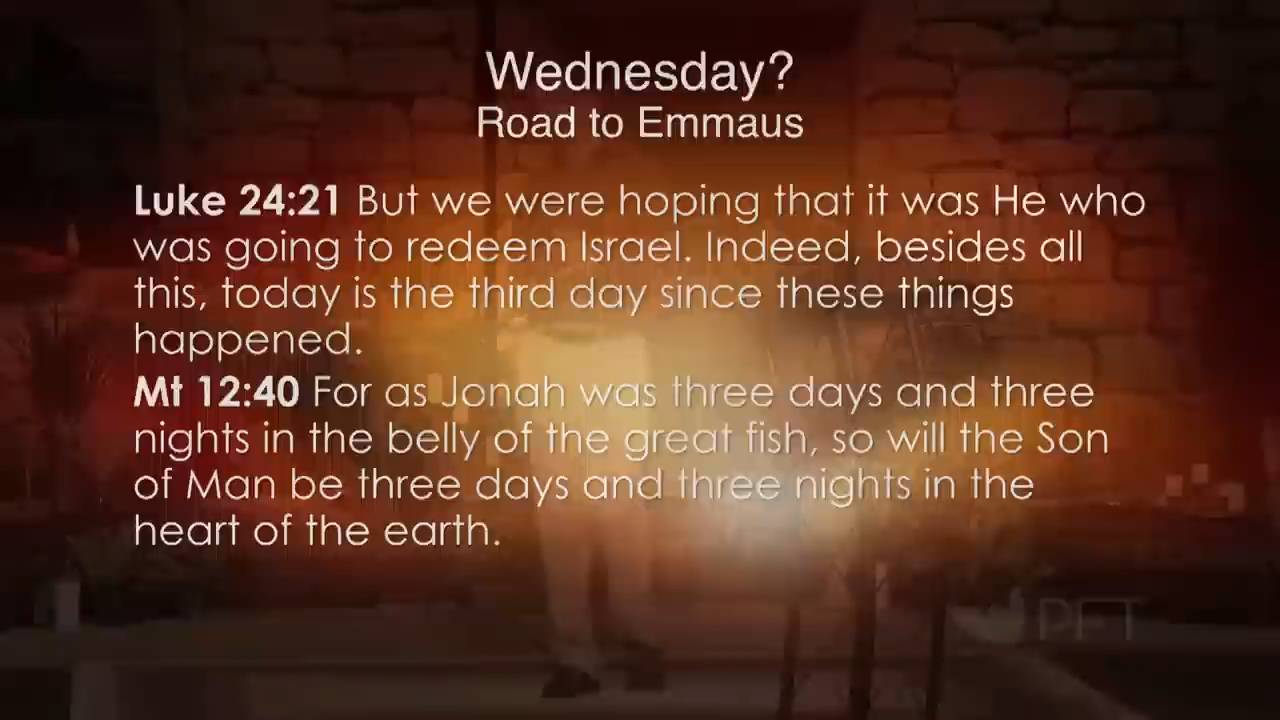 Wednesday?
Road to Emmaus
Luke 24:21 But we were hoping that it was He who
was going to redeem Israel. Indeed, besides all
this, today is the third day since these things
happened.
Mt 12:40 For as Jonah was three days and three
nights in the belly of the great fish, so will the Son
of Man be three days and three nights in the
heart of the earth.
PFT